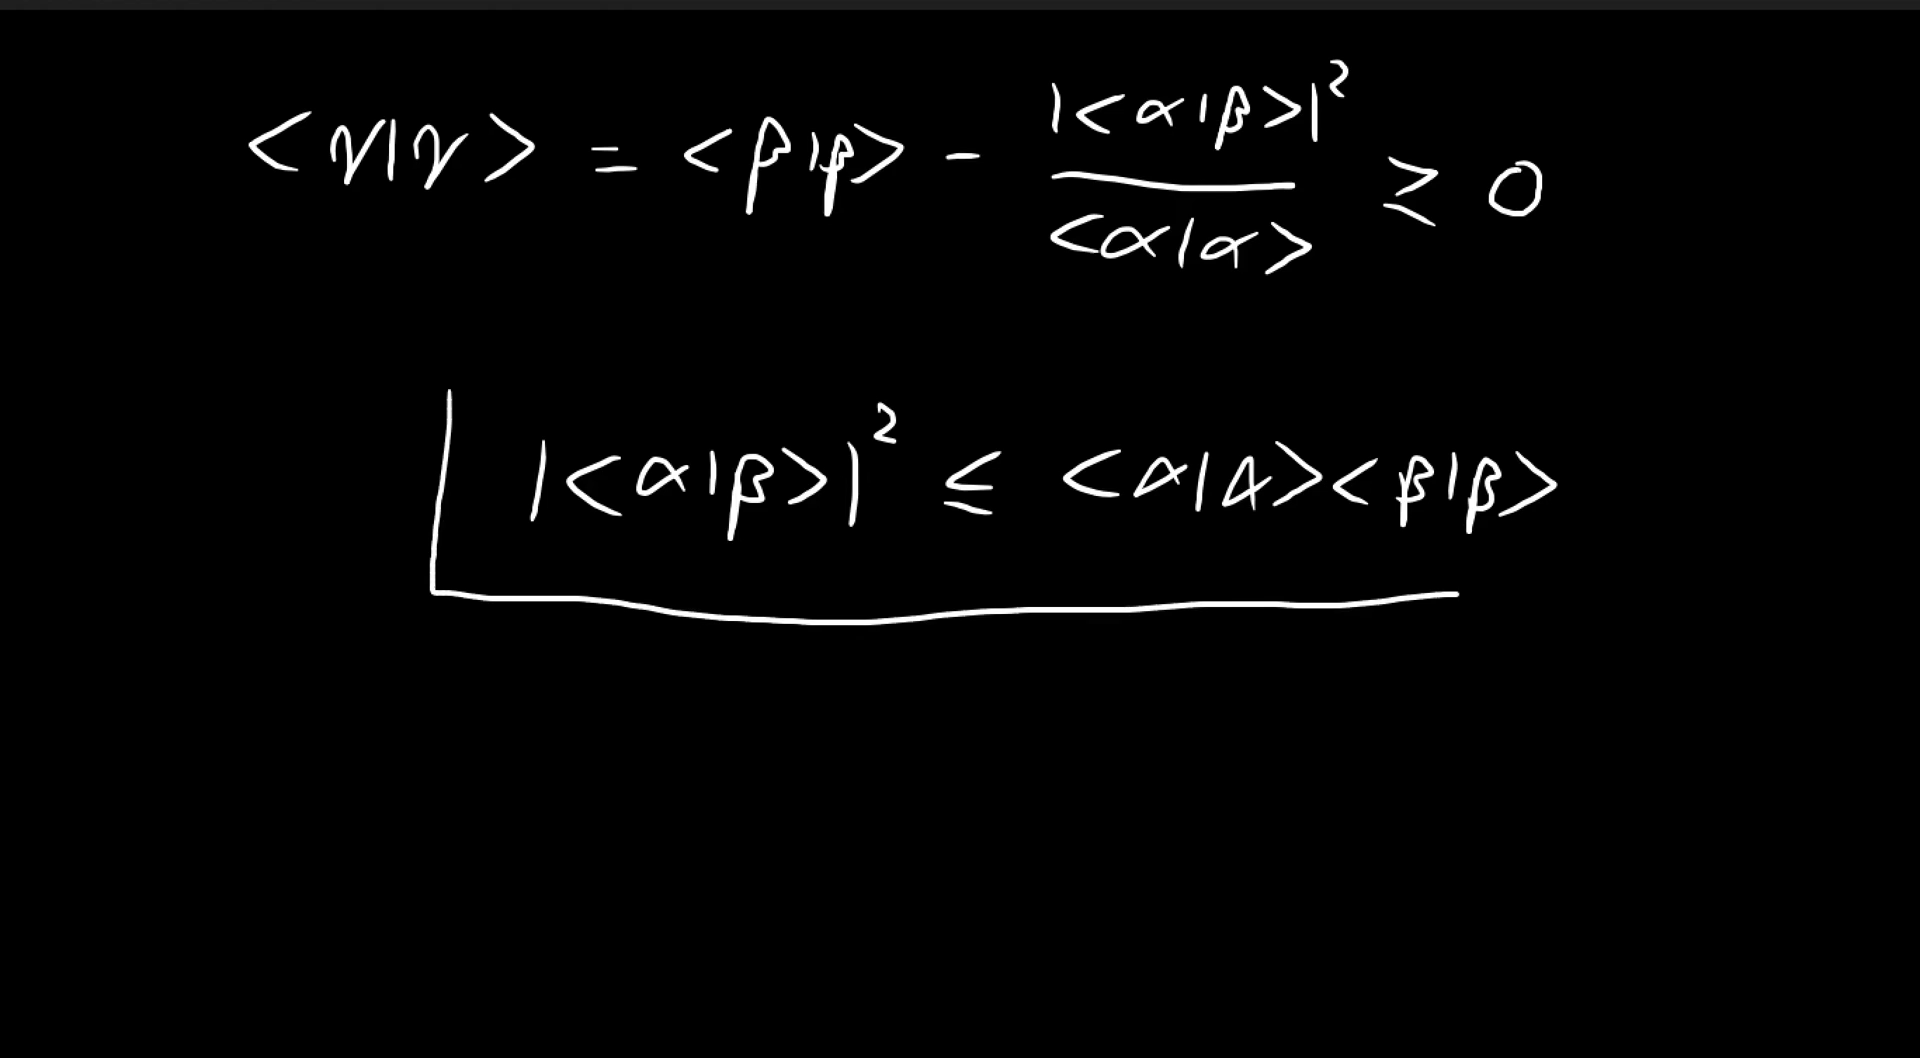 <γ|γ> = <β|β> - |<α|β>|² / <α|α> ≥ 0
|<α|β>|² ≤ <α|α><β|β>